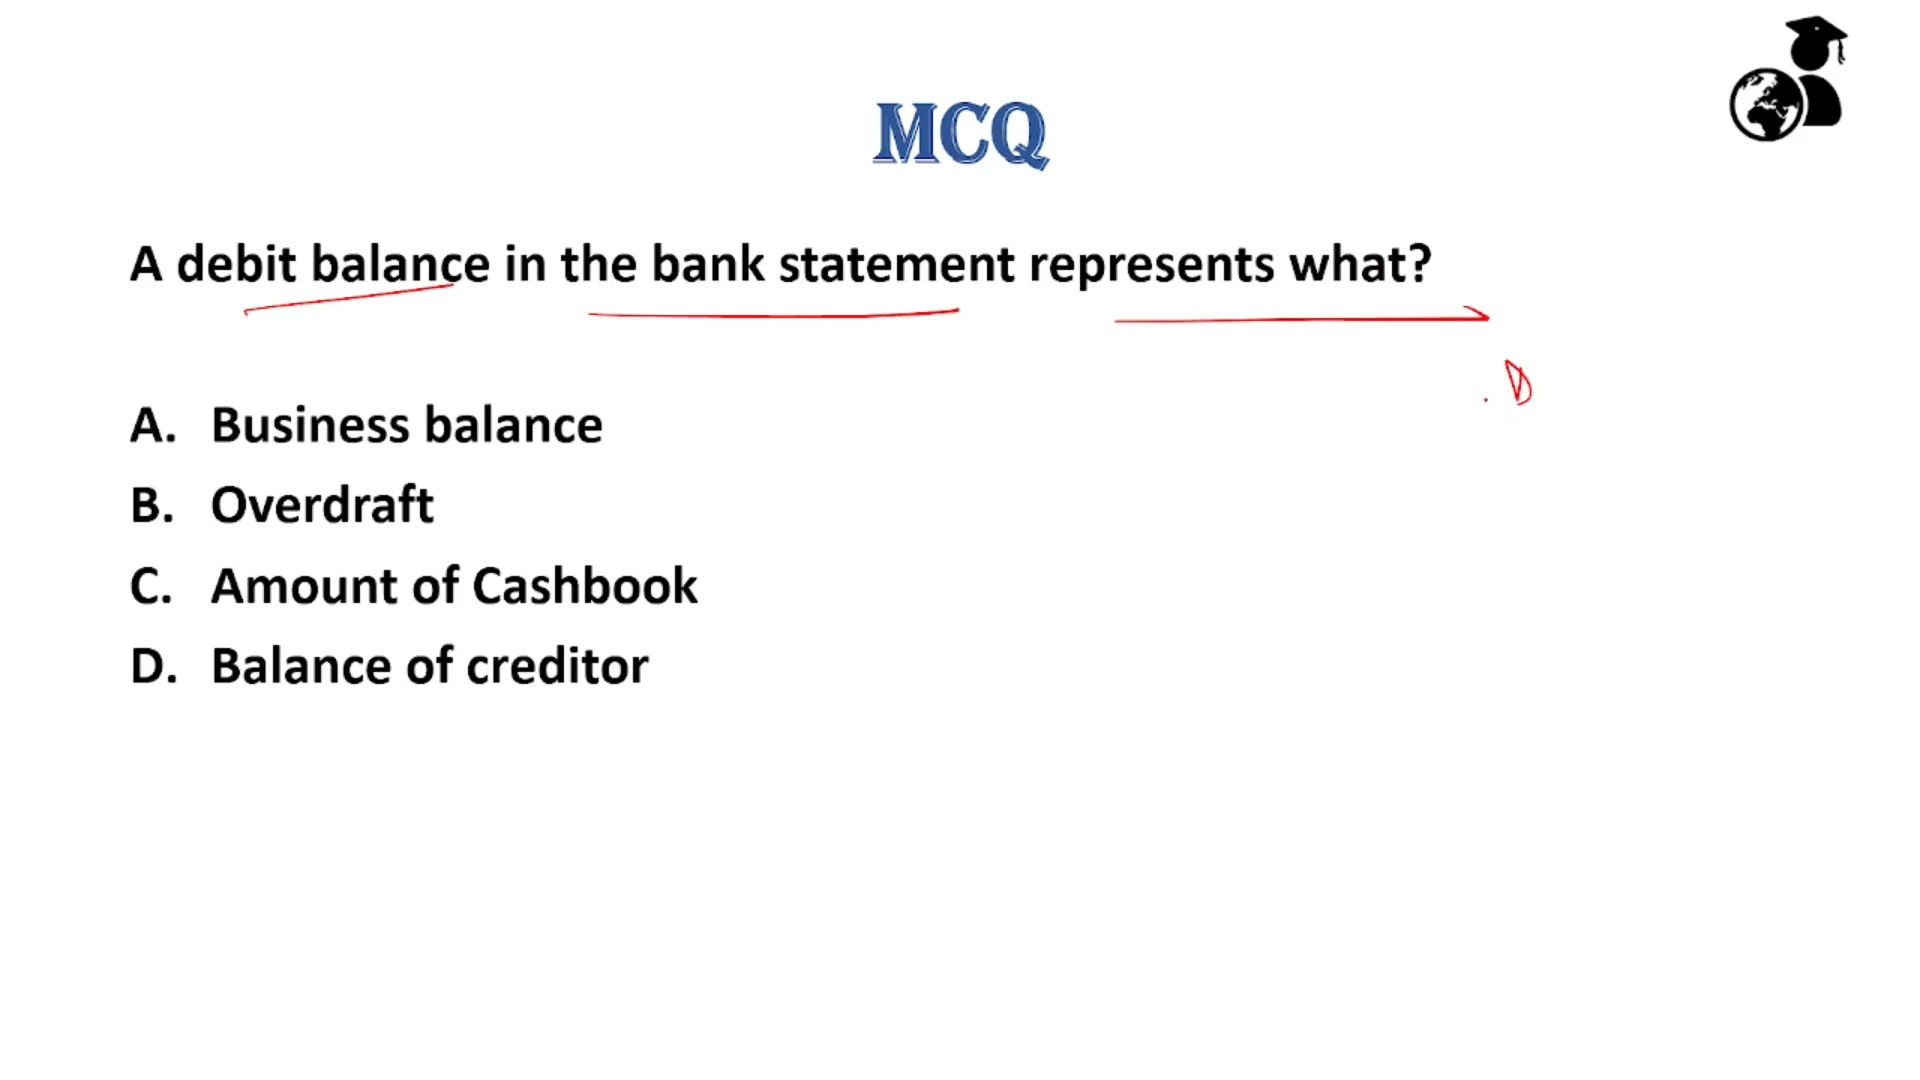 MCQ
A debit balance in the bank statement represents what?
. D
A. Business balance
B. Overdraft
C. Amount of Cashbook
D. Balance of creditor